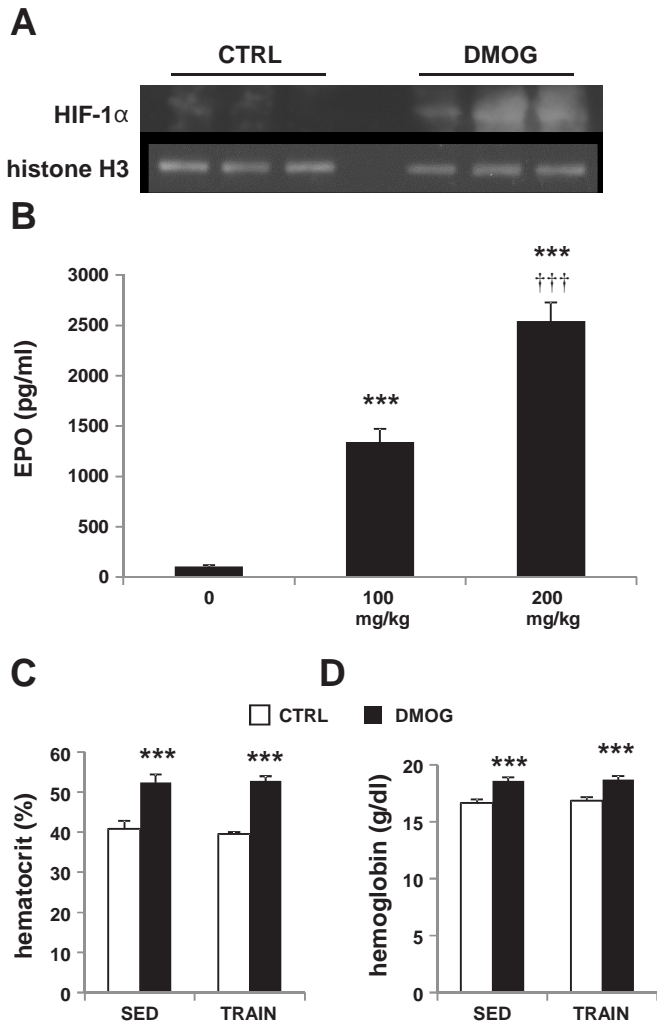 A
CTRL DMOG
HIF-1α
histone H3
B
***
†††
***
3000
2500
2000
1500
1000
500
0
EPO (pg/ml)
0 100 200
mg/kg mg/kg
C D
CTRL DMOG
*** ***
60
50
40
30
20
10
0
hematocrit (%)
SED TRAIN
*** ***
20
15
10
5
0
hemoglobin (g/dl)
SED TRAIN